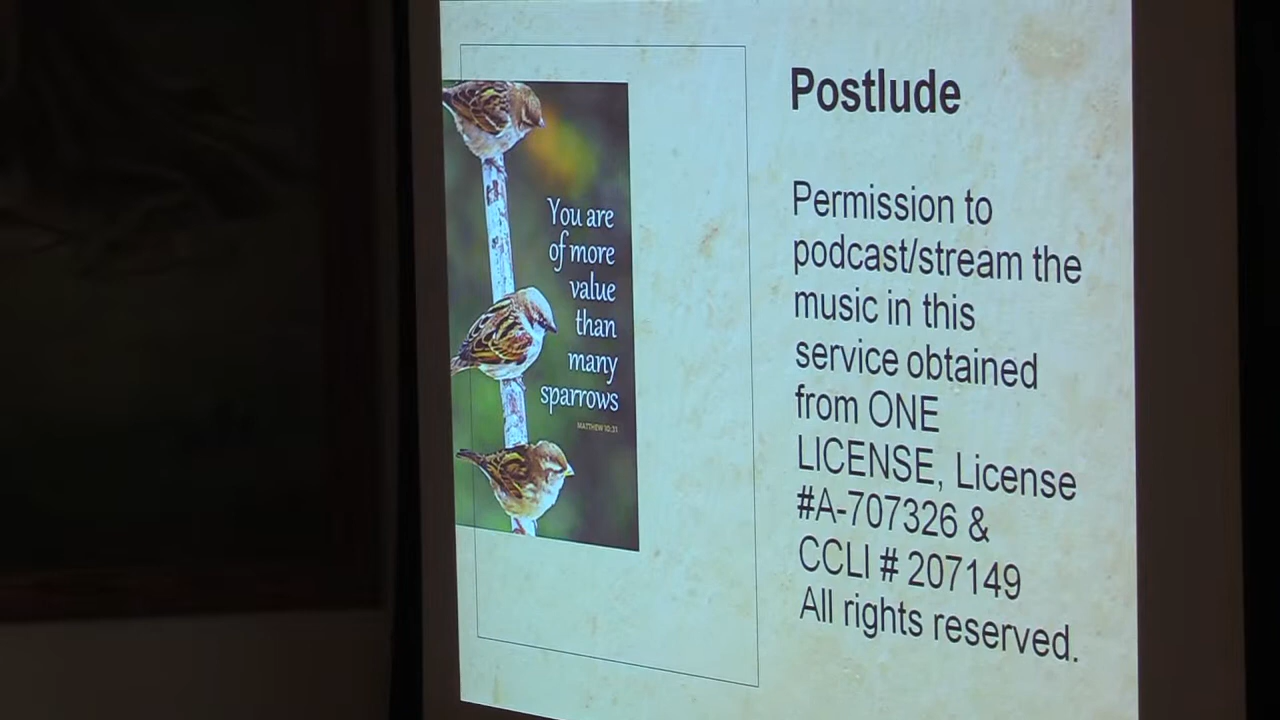 You are
of more
value
than
many
sparrows
MATTHEW 10:31
Postlude
Permission to
podcast/stream the
music in this
service obtained
from ONE
LICENSE, License
#A-707326 &
CCLI # 207149
All rights reserved.